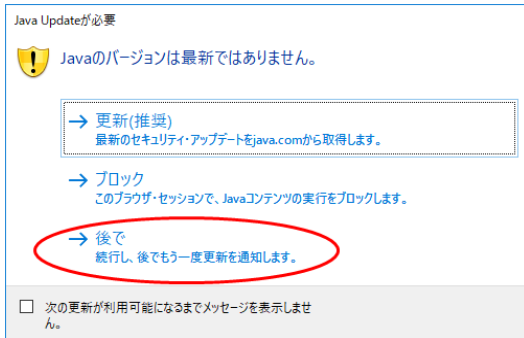 Java Updateが必要
Javaのバージョンは最新ではありません。
→ 更新(推奨)
最新のセキュリティ・アップデートをjava.comから取得します。
→ ブロック
このブラウザ・セッションで、Javaコンテンツの実行をブロックします。
→ 後で
続行し、後でもう一度更新を通知します。
次の更新が利用可能になるまでメッセージを表示しませ
ん。